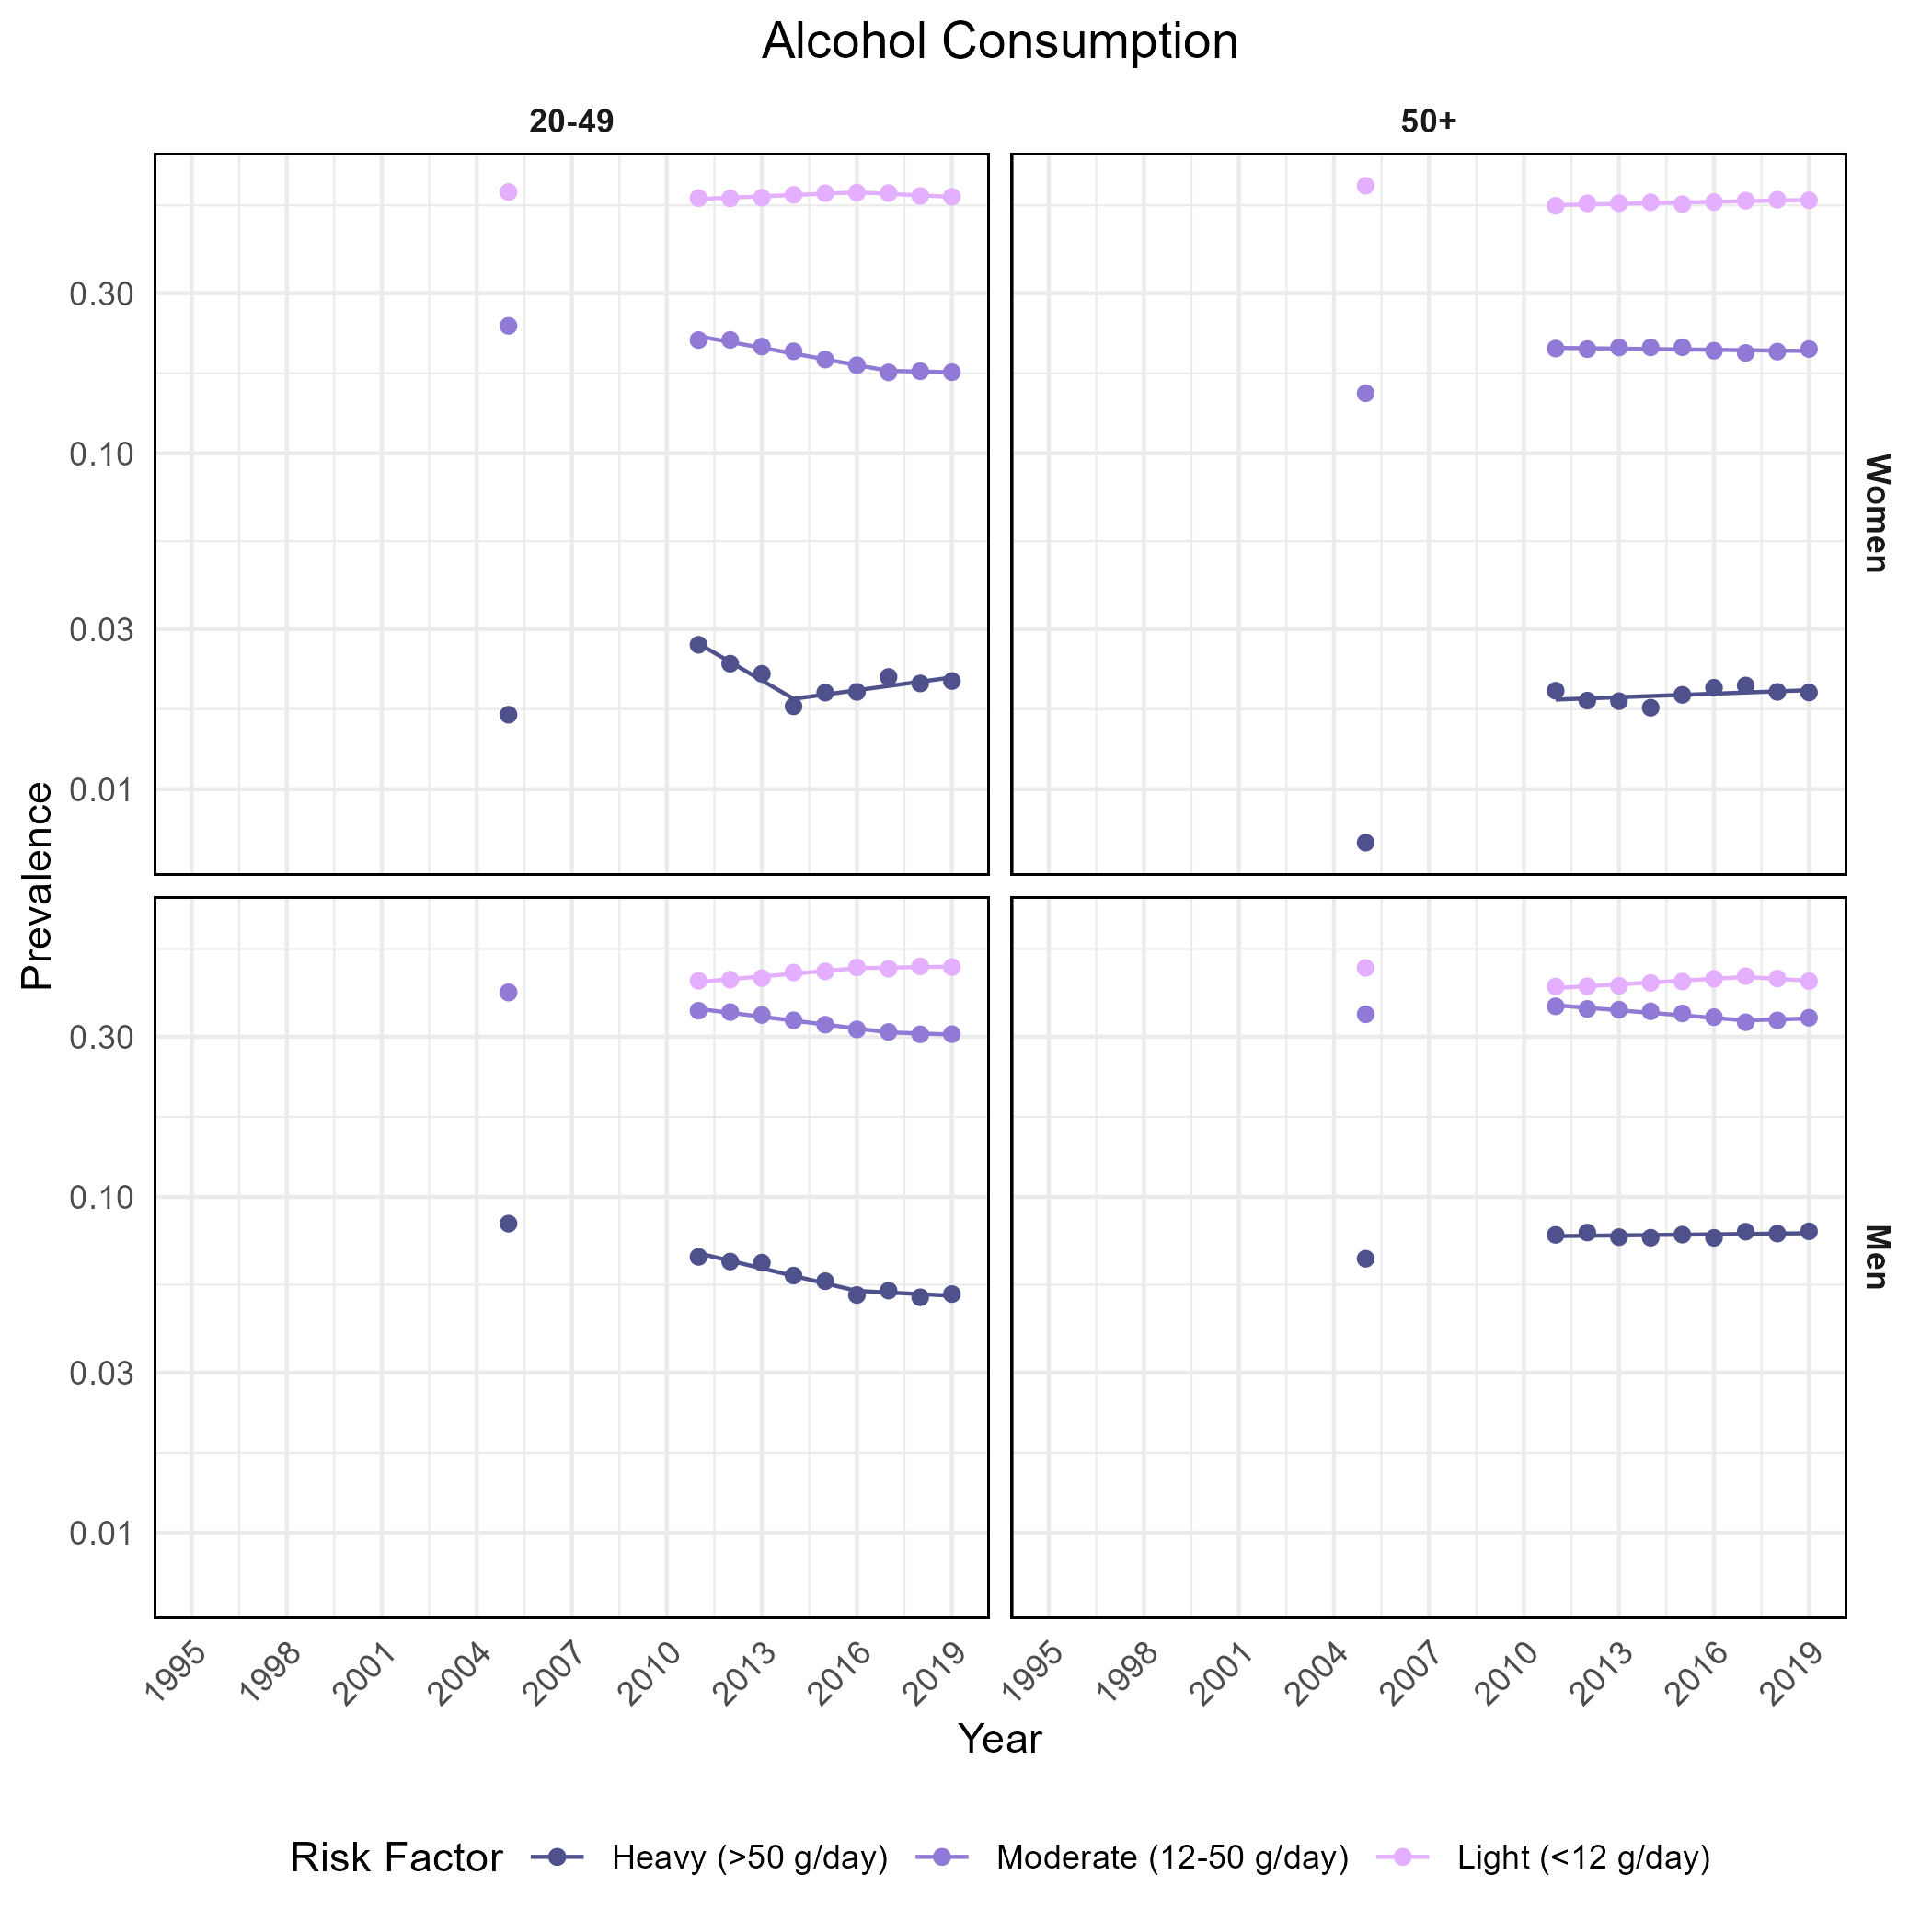 Alcohol Consumption
20-49
50+
0.30
0.10
0.03
0.01
Women
Prevalence
0.30
0.10
0.03
0.01
Men
1995 1998 2001 2004 2007 2010 2013 2016 2019
1995 1998 2001 2004 2007 2010 2013 2016 2019
Year
Risk Factor Heavy (>50 g/day) Moderate (12-50 g/day) Light (<12 g/day)